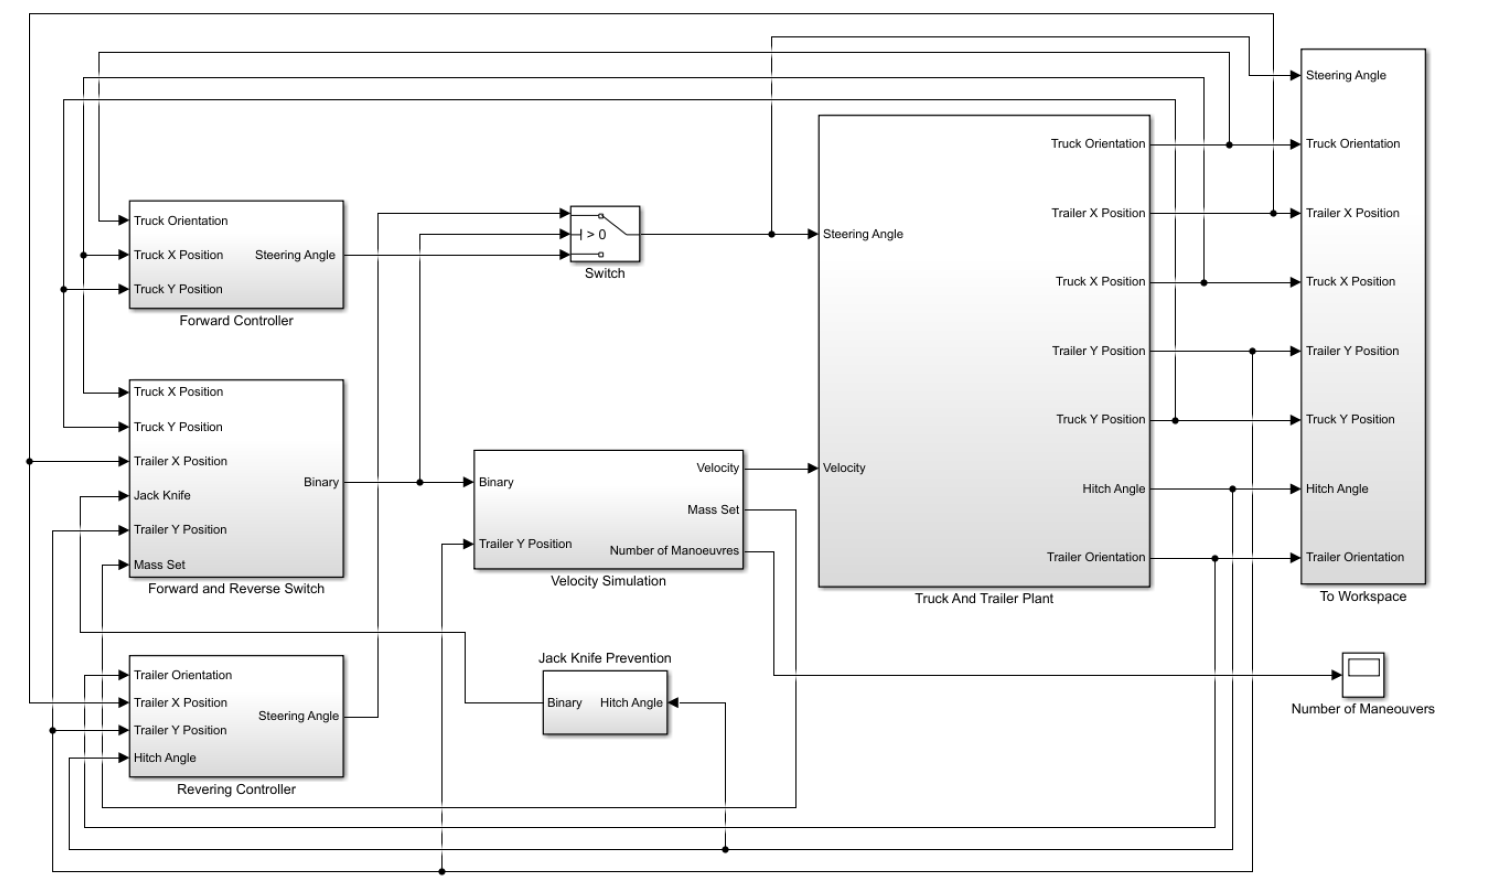 Steering Angle
Truck Orientation
Trailer X Position
Truck X Position
Trailer Y Position
Truck Y Position
Hitch Angle
Trailer Orientation
To Workspace
Truck Orientation
Trailer X Position
Steering Angle
Truck X Position
Trailer Y Position
Truck Y Position
Velocity
Hitch Angle
Trailer Orientation
Truck And Trailer Plant
Truck Orientation
Truck X Position
Steering Angle
Truck Y Position
Forward Controller
> 0
Switch
Truck X Position
Truck Y Position
Trailer X Position
Binary
Jack Knife
Trailer Y Position
Mass Set
Forward and Reverse Switch
Velocity
Binary
Mass Set
Trailer Y Position
Number of Manoeuvres
Velocity Simulation
Trailer Orientation
Trailer X Position
Steering Angle
Trailer Y Position
Hitch Angle
Revering Controller
Jack Knife Prevention
Binary
Hitch Angle
Number of Maneouvers